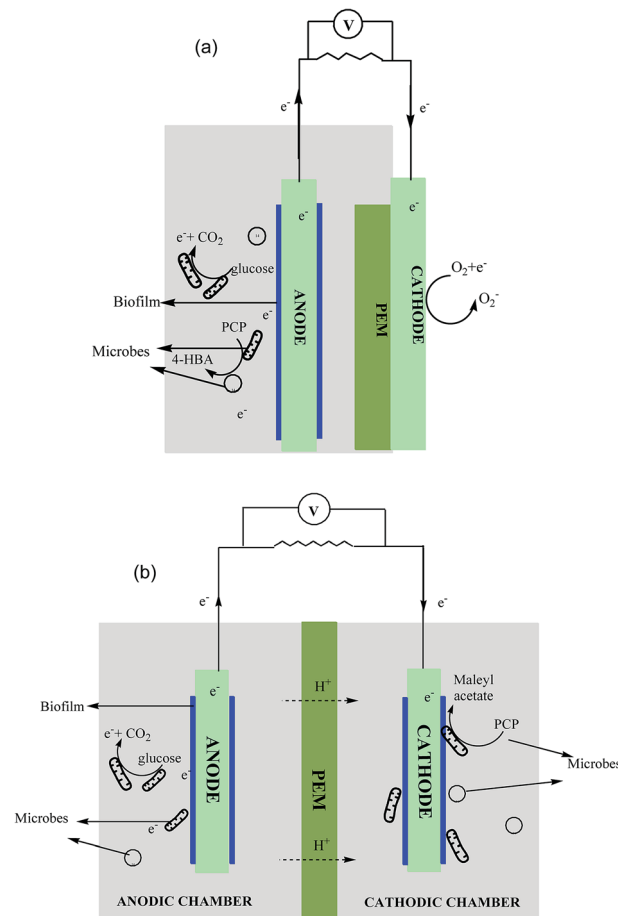 (a)
V
e⁻
e⁻
e⁻
e⁻
e⁻+ CO₂
glucose
O₂+e⁻
O₂⁻
Biofilm
e⁻
ANODE
PEM
CATHODE
PCP
Microbes
4-HBA
e⁻
(b)
V
e⁻
e⁻
Maleyl
acetate
H⁺
e⁻
e⁻
Biofilm
PCP
e⁻+ CO₂
glucose
e⁻
ANODE
PEM
CATHODE
Microbes
Microbes
e⁻
H⁺
ANODIC CHAMBER
CATHODIC CHAMBER